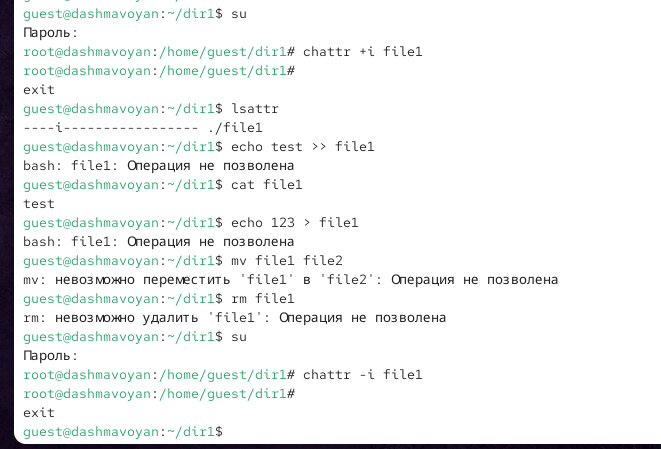 guest@dashmavoyan:~/dir1$ su
Пароль:
root@dashmavoyan:/home/guest/dir1# chattr +i file1
root@dashmavoyan:/home/guest/dir1#
exit
guest@dashmavoyan:~/dir1$ lsattr
----i----------------- ./file1
guest@dashmavoyan:~/dir1$ echo test >> file1
bash: file1: Операция не позволена
guest@dashmavoyan:~/dir1$ cat file1
test
guest@dashmavoyan:~/dir1$ echo 123 > file1
bash: file1: Операция не позволена
guest@dashmavoyan:~/dir1$ mv file1 file2
mv: невозможно переместить 'file1' в 'file2': Операция не позволена
guest@dashmavoyan:~/dir1$ rm file1
rm: невозможно удалить 'file1': Операция не позволена
guest@dashmavoyan:~/dir1$ su
Пароль:
root@dashmavoyan:/home/guest/dir1# chattr -i file1
root@dashmavoyan:/home/guest/dir1#
exit
guest@dashmavoyan:~/dir1$